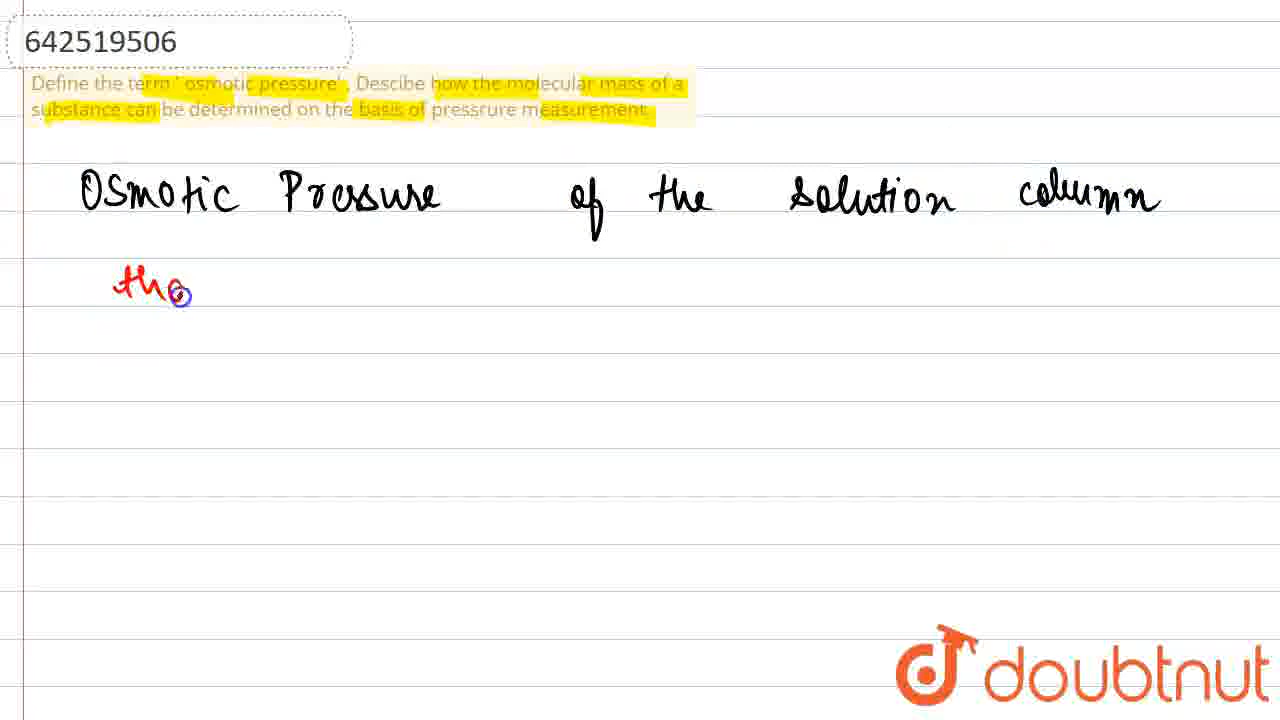 642519506
Define the term ' osmotic pressure' . Descibe how the molecular mass of a
substance can be determined on the basis of presscure measurement.
Osmotic Pressure of the solution column
the
doubtnut